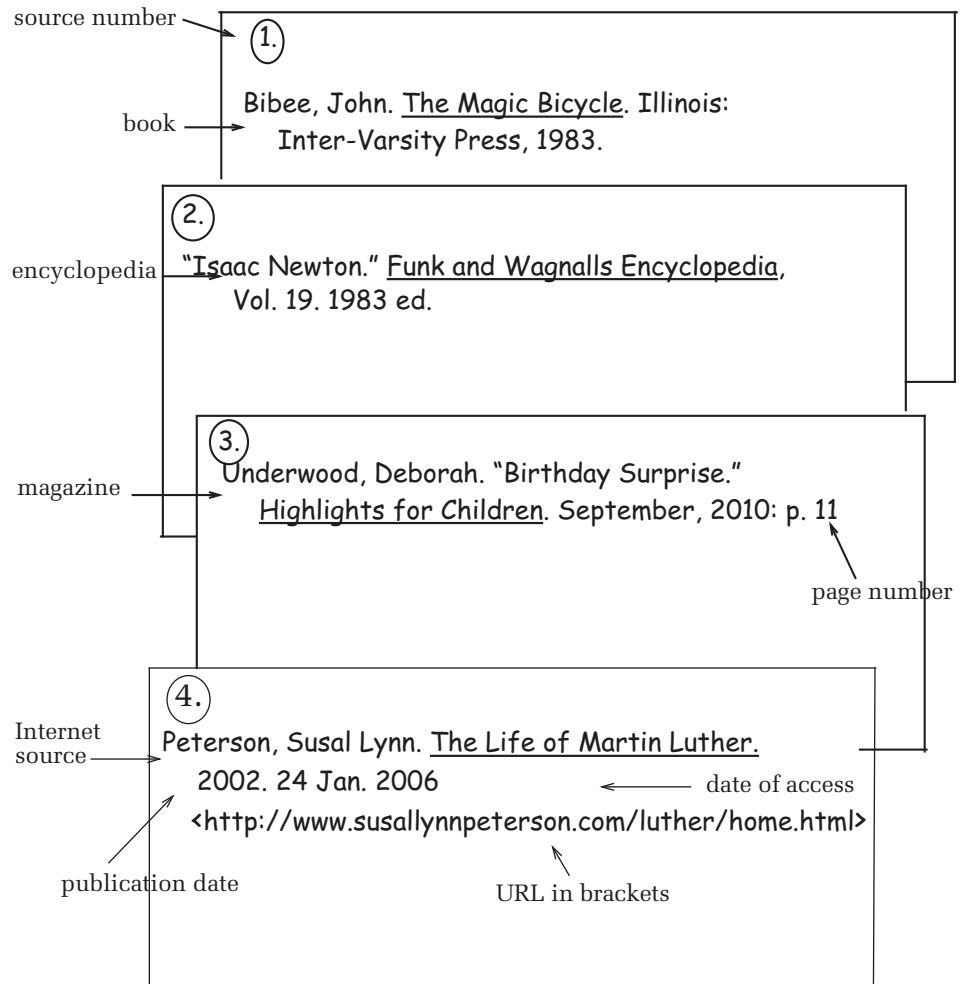 source number
1.
Bibee, John. The Magic Bicycle. Illinois:
book
Inter-Varsity Press, 1983.
2.
encyclopedia
“Isaac Newton.” Funk and Wagnalls Encyclopedia,
Vol. 19. 1983 ed.
3.
magazine
Underwood, Deborah. “Birthday Surprise.”
Highlights for Children. September, 2010: p. 11
page number
4.
Internet
source
Peterson, Susal Lynn. The Life of Martin Luther.
2002. 24 Jan. 2006
date of access
<http://www.susallynnpeterson.com/luther/home.html>
publication date
URL in brackets